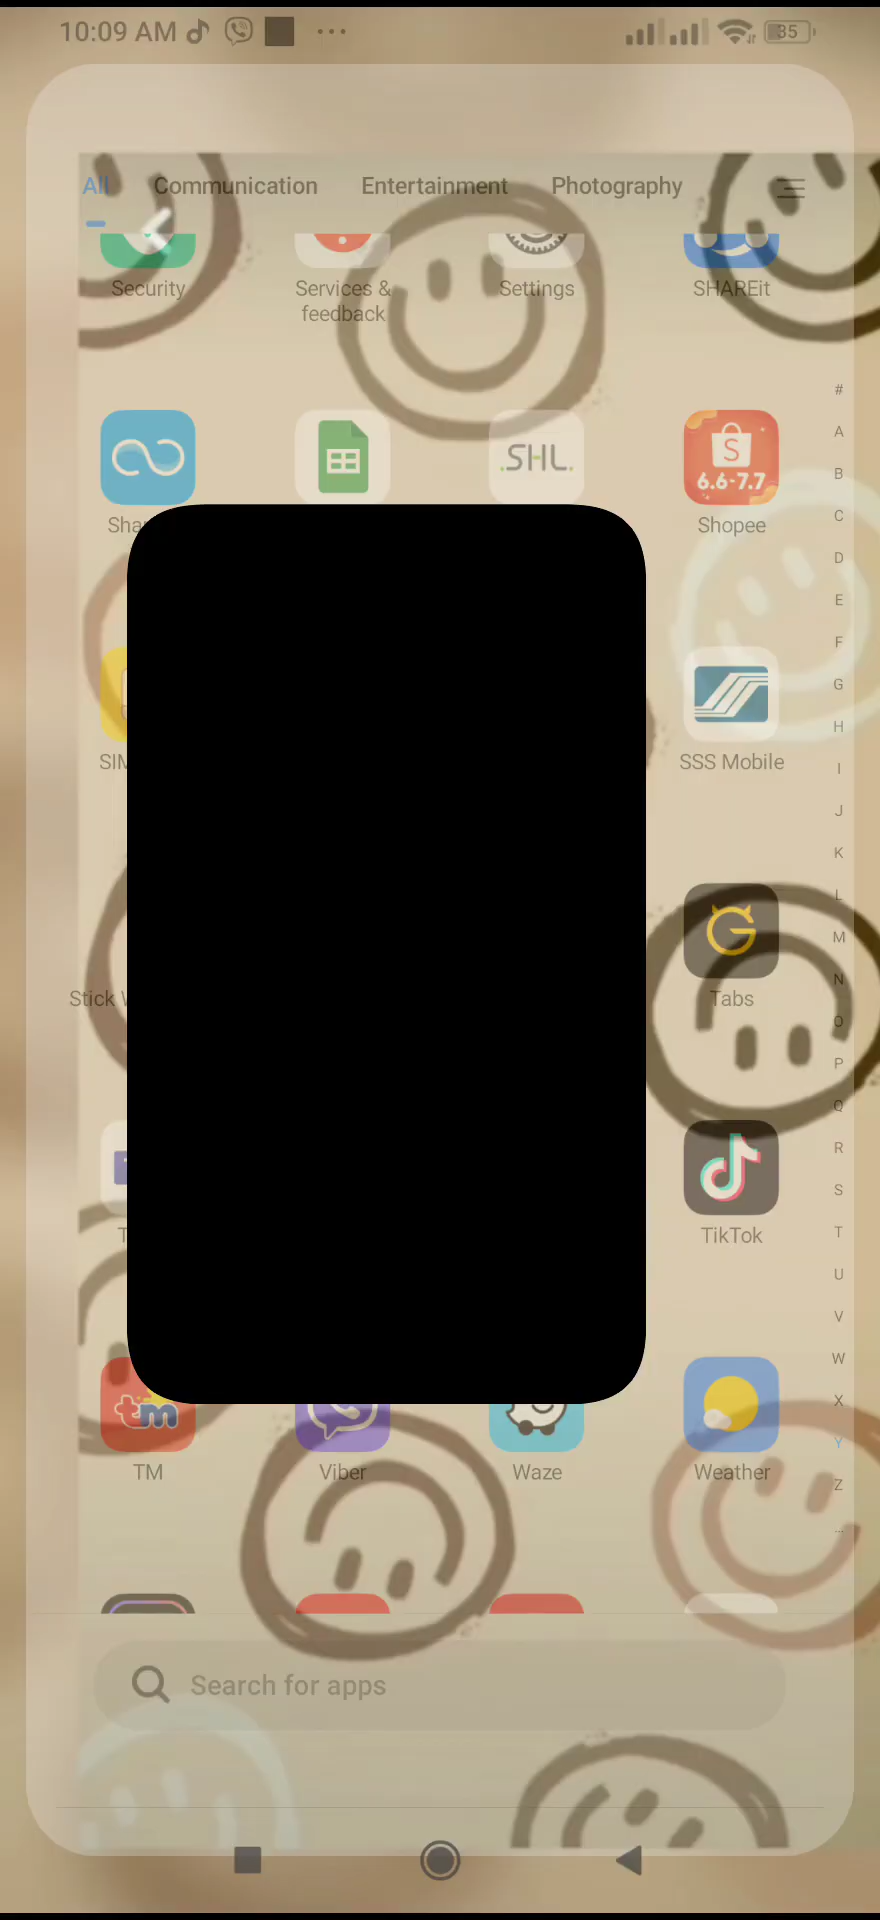 10:09 AM
35
All Communication Entertainment Photography
Security Services & feedback Settings SHAREit
#
A
B
C
D
E
F
G
H
I
J
K
L
M
N
O
P
Q
R
S
T
U
V
W
X
Y
Z
...
.SHL.
S
6.6-7.7
Shopee
SSS Mobile
Stick
Tabs
TikTok
tm
TM Viber Waze Weather
Search for apps